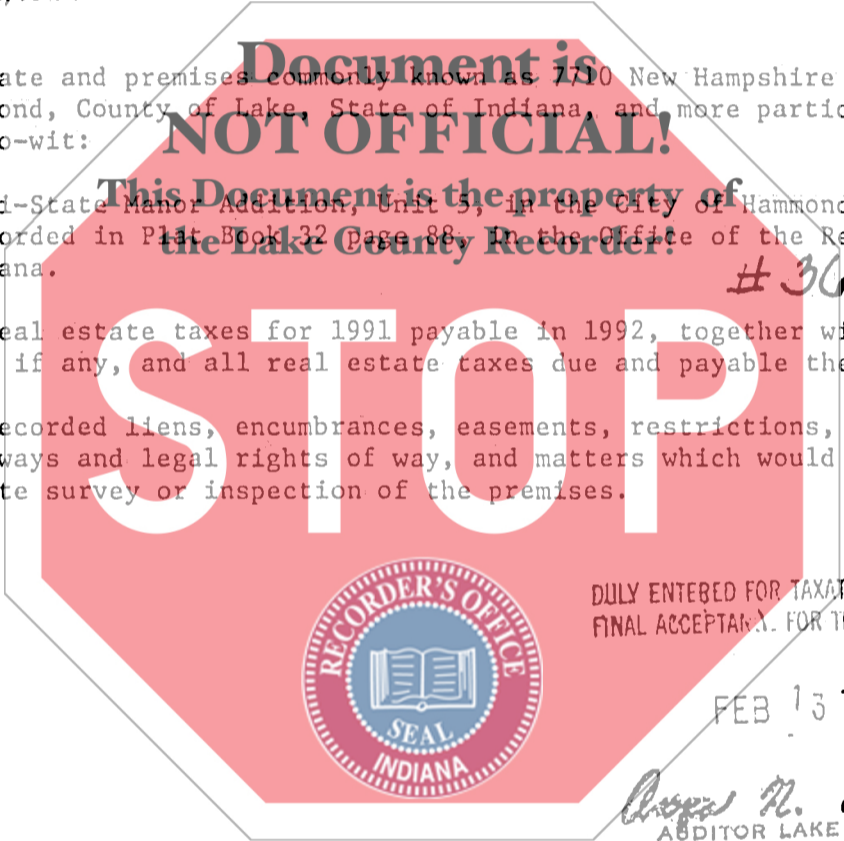 Document is
ate and premises commonly known as 7710 New Hampshire
ond, County of Lake, State of Indiana, and more partic
NOT OFFICIAL!
o-wit:
This Document is the property of
i-State Manor Addition, Unit 5, in the City of Hammond
orded in Plat Book 32 page 88, in the Office of the Re
the Lake County Recorder!
ana.
# 30
eal estate taxes for 1991 payable in 1992, together wi
if any, and all real estate taxes due and payable the
STOP
ecorded liens, encumbrances, easements, restrictions,
ways and legal rights of way, and matters which would
te survey or inspection of the premises.
RECORDER'S OFFICE
SEAL
INDIANA
DULY ENTERED FOR TAXAT
FINAL ACCEPTAN FOR T
FEB 13
N.
AUDITOR LAKE